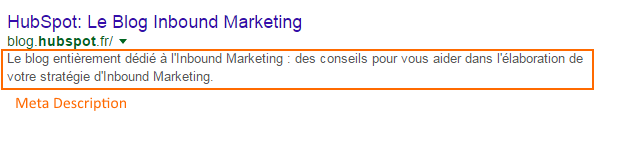 HubSpot: Le Blog Inbound Marketing
blog.hubspot.fr/
Le blog entièrement dédié à l'Inbound Marketing : des conseils pour vous aider dans l'élaboration de
votre stratégie d'Inbound Marketing.
Meta Description